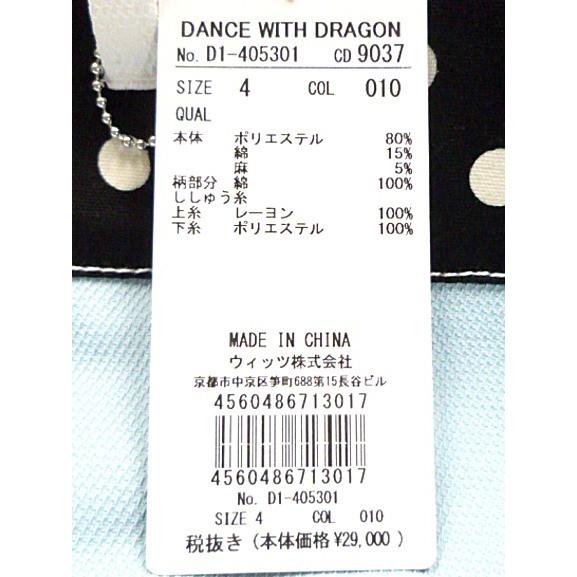 DANCE WITH DRAGON
No. D1-405301 CD 9037
SIZE 4 COL 010
QUAL
本体 ポリエステル 80%
綿 15%
麻 5%
柄部分 綿 100%
ししゅう糸
上糸 レーヨン 100%
下糸 ポリエステル 100%
MADE IN CHINA
ウィッツ株式会社
京都市中京区笋町688第15長谷ビル
4560486713017
4560486713017
No. D1-405301
SIZE 4 COL 010
税抜き(本体価格¥29,000)